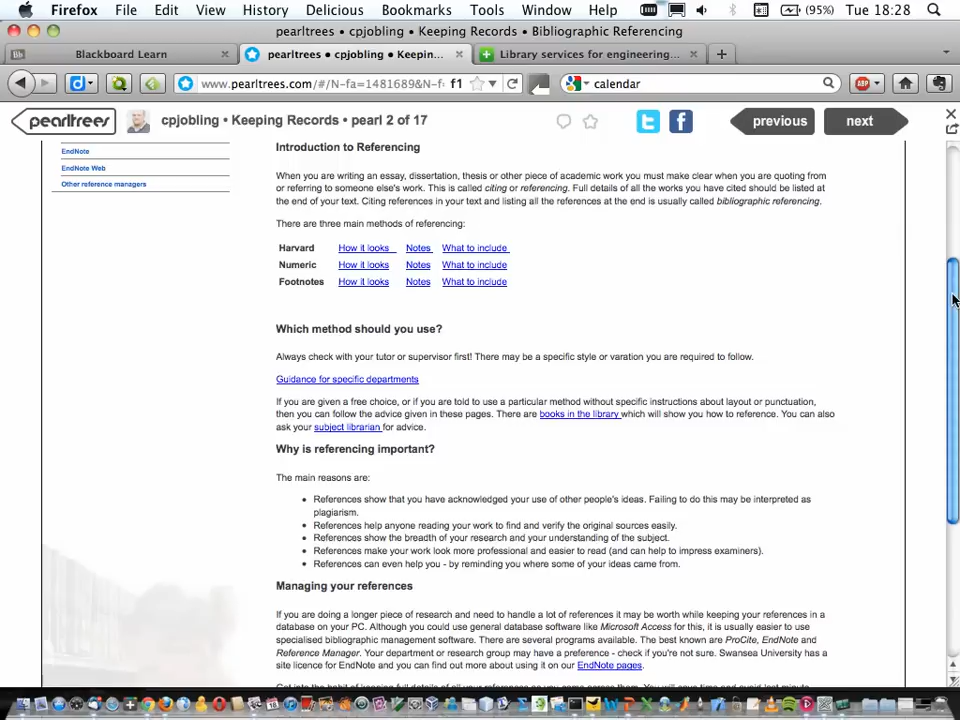 Firefox File Edit View History Delicious Bookmarks Tools Window Help (95%) Tue 18:28
pearltrees • cpjobling • Keeping Records • Bibliographic Referencing
Blackboard Learn
pearltrees • cpjobling • Keepin...
Library services for engineering...
www.pearltrees.com/#/N-fa=1481689&N-f= f1
calendar
ABP
pearltrees
cpjobling • Keeping Records • pearl 2 of 17
previous
next
EndNote
EndNote Web
Other reference managers
Introduction to Referencing
When you are writing an essay, dissertation, thesis or other piece of academic work you must make clear when you are quoting from
or referring to someone else's work. This is called citing or referencing. Full details of all the works you have cited should be listed at
the end of your text. Citing references in your text and listing all the references at the end is usually called bibliographic referencing.
There are three main methods of referencing:
Harvard How it looks Notes What to include
Numeric How it looks Notes What to include
Footnotes How it looks Notes What to include
Which method should you use?
Always check with your tutor or supervisor first! There may be a specific style or varation you are required to follow.
Guidance for specific departments
If you are given a free choice, or if you are told to use a particular method without specific instructions about layout or punctuation,
then you can follow the advice given in these pages. There are books in the library which will show you how to reference. You can also
ask your subject librarian for advice.
Why is referencing important?
The main reasons are:
• References show that you have acknowledged your use of other people's ideas. Failing to do this may be interpreted as
plagiarism.
• References help anyone reading your work to find and verify the original sources easily.
• References show the breadth of your research and your understanding of the subject.
• References make your work look more professional and easier to read (and can help to impress examiners).
• References can even help you - by reminding you where some of your ideas came from.
Managing your references
If you are doing a longer piece of research and need to handle a lot of references it may be worth while keeping your references in a
database on your PC. Although you could use general database software like Microsoft Access for this, it is usually easier to use
specialised bibliographic management software. There are several programs available. The best known are ProCite, EndNote and
Reference Manager. Your department or research group may have a preference - check if you're not sure. Swansea University has a
site licence for EndNote and you can find out more about using it on our EndNote pages.